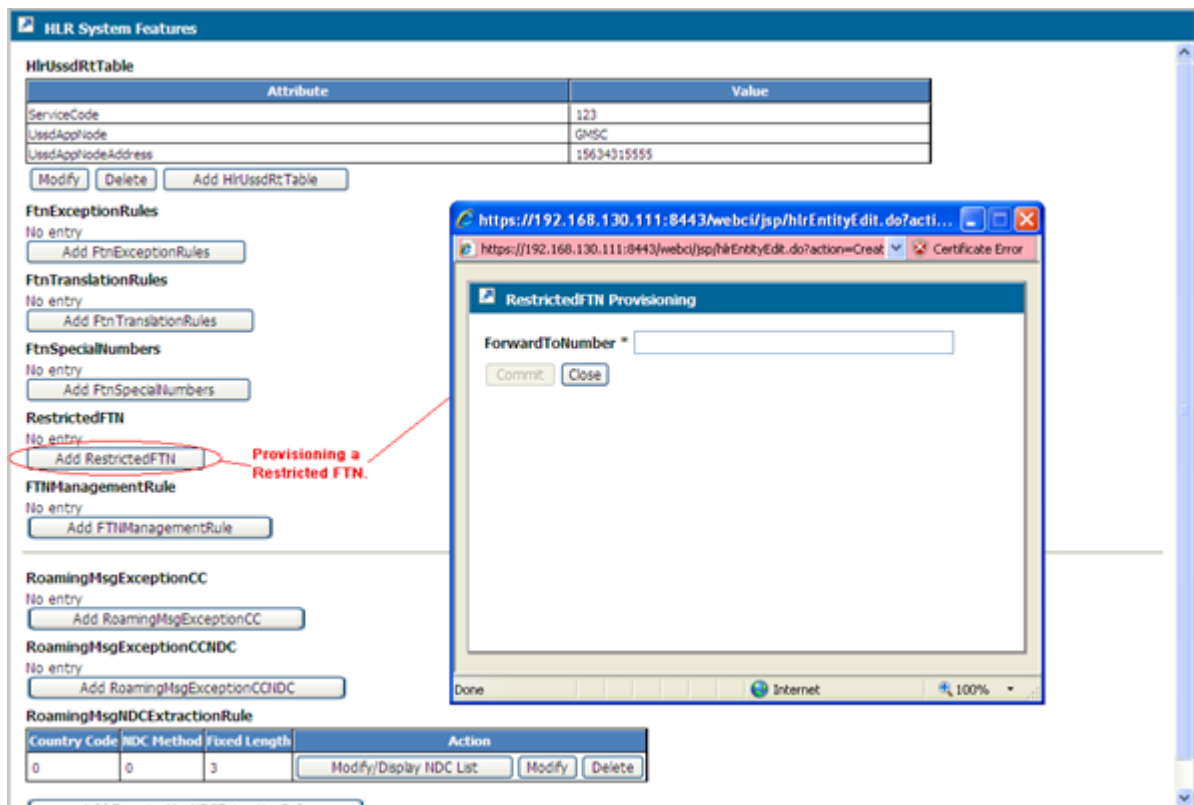 HLR System Features
HlrUssdRtTable
Attribute Value
ServiceCode 123
UssdAppNode GMSC
UssdAppNodeAddress 15634315555
Modify Delete Add HlrUssdRtTable
FtnExceptionRules
No entry
Add FtnExceptionRules
FtnTranslationRules
No entry
Add FtnTranslationRules
FtnSpecialNumbers
No entry
Add FtnSpecialNumbers
RestrictedFTN
No entry
Add RestrictedFTN
Provisioning a
Restricted FTN.
FTNManagementRule
No entry
Add FTNManagementRule
RoamingMsgExceptionCC
No entry
Add RoamingMsgExceptionCC
RoamingMsgExceptionCCNDC
No entry
Add RoamingMsgExceptionCCNDC
RoamingMsgNDCExtractionRule
Country Code NDC Method Fixed Length Action
0 0 3 Modify/Display NDC List Modify Delete
https://192.168.130.111:8443/webci/jsp/hlrEntityEdit.do?acti...
https://192.168.130.111:8443/webci/jsp/hlrEntityEdit.do?action=Creat Certificate Error
RestrictedFTN Provisioning
ForwardToNumber *
Commit Close
Done Internet 100%